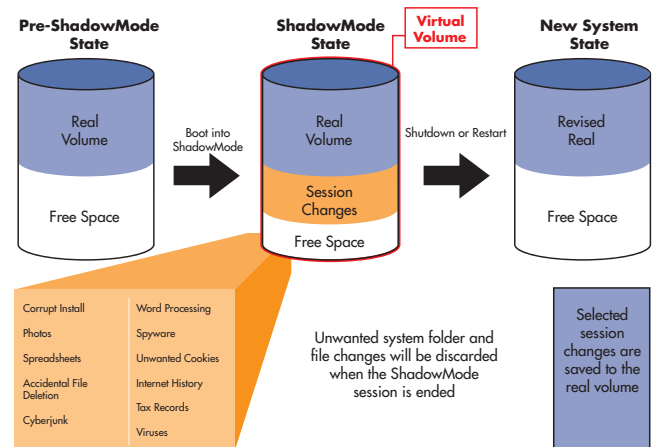 Pre-ShadowMode
State
ShadowMode
State
Virtual
Volume
New System
State
Real
Volume
Free Space
Boot into
ShadowMode
Real
Volume
Session
Changes
Free Space
Shutdown or Restart
Revised
Real
Free Space
Corrupt Install
Photos
Spreadsheets
Accidental File
Deletion
Cyberjunk
Word Processing
Spyware
Unwanted Cookies
Internet History
Tax Records
Viruses
Unwanted system folder and
file changes will be discarded
when the ShadowMode
session is ended
Selected
session
changes are
saved to the
real volume